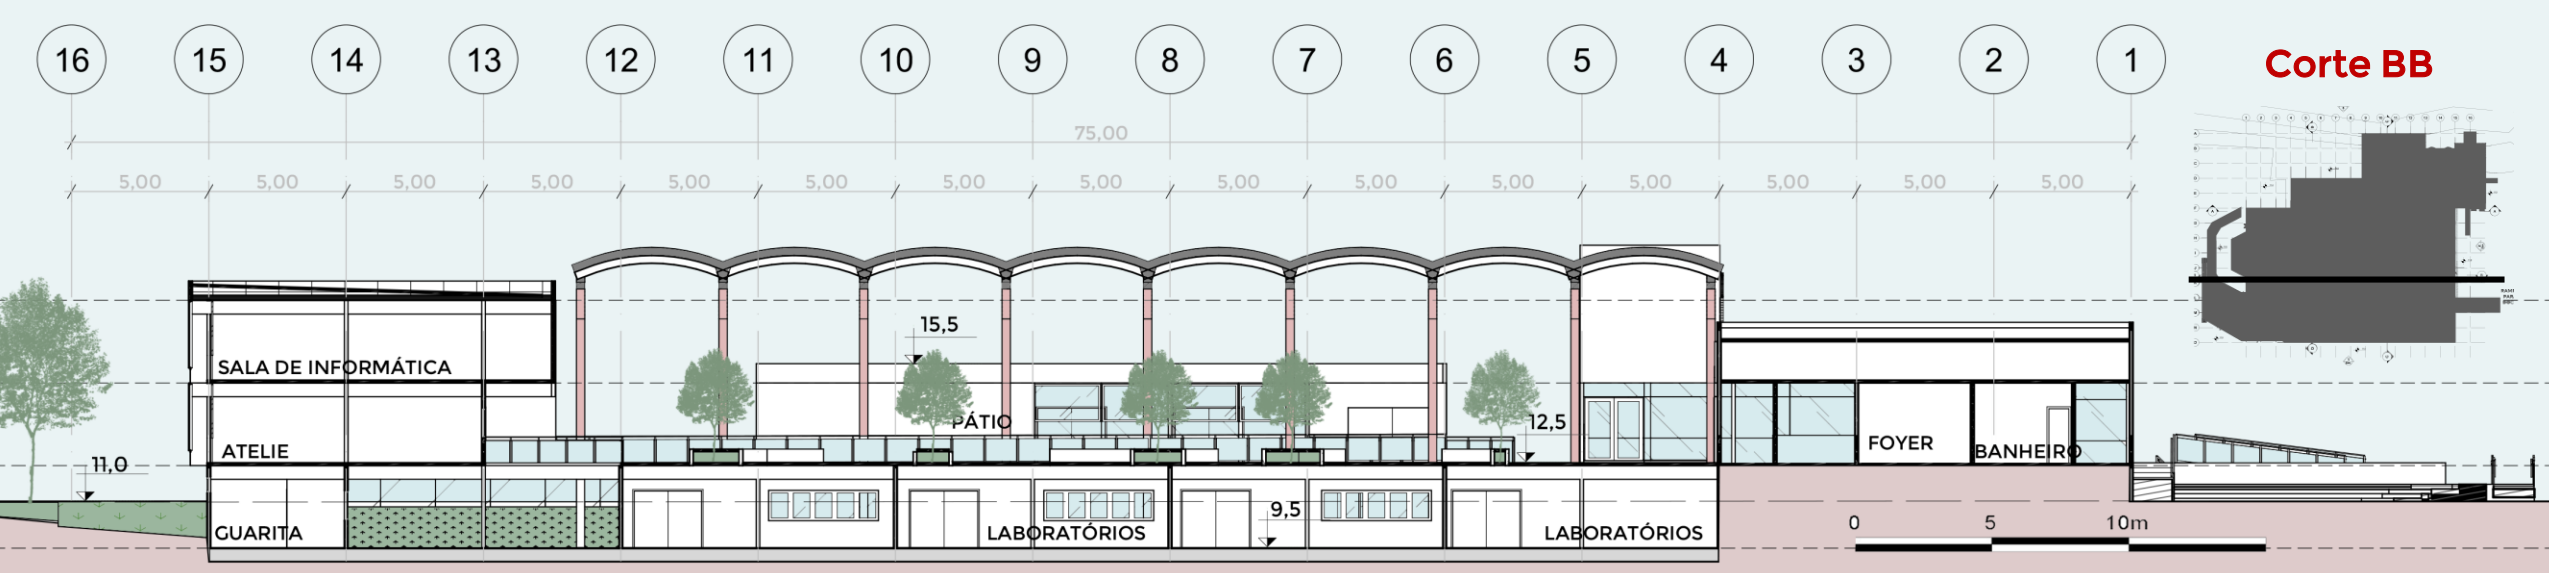 16 15 14 13 12 11 10 9 8 7 6 5 4 3 2 1
Corte BB
75,00
5,00 5,00 5,00 5,00 5,00 5,00 5,00 5,00 5,00 5,00 5,00 5,00 5,00 5,00 5,00
15,5
SALA DE INFORMÁTICA
PÁTIO
12,5
FOYER
ATELIE
BANHEIRO
11,0
9,5
0 5 10m
GUARITA
LABORATÓRIOS
LABORATÓRIOS